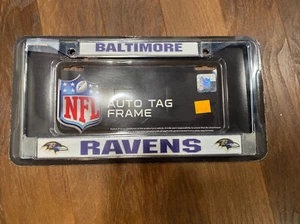 BALTIMORE
NFL
AUTO TAG
FRAME
RAVENS